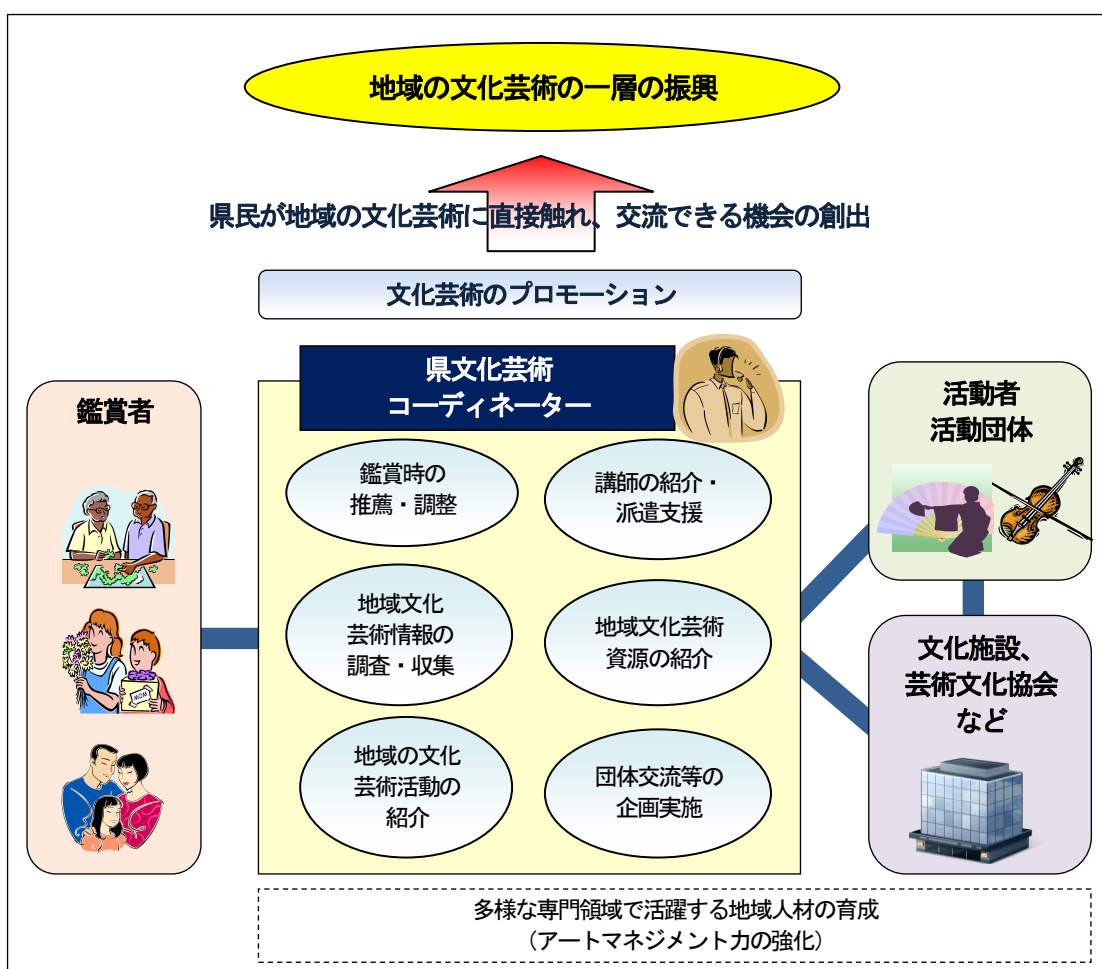 地域の文化芸術の一層の振興
県民が地域の文化芸術に直接触れ、交流できる機会の創出
文化芸術のプロモーション
県文化芸術
コーディネーター
鑑賞者
鑑賞時の
推薦・調整
講師の紹介・
派遣支援
地域文化
芸術情報の
調査・収集
地域文化芸術
資源の紹介
地域の文化
芸術活動の
紹介
団体交流等の
企画実施
活動者
活動団体
文化施設、
芸術文化協会
など
MOM
多様な専門領域で活躍する地域人材の育成
（アートマネジメント力の強化）